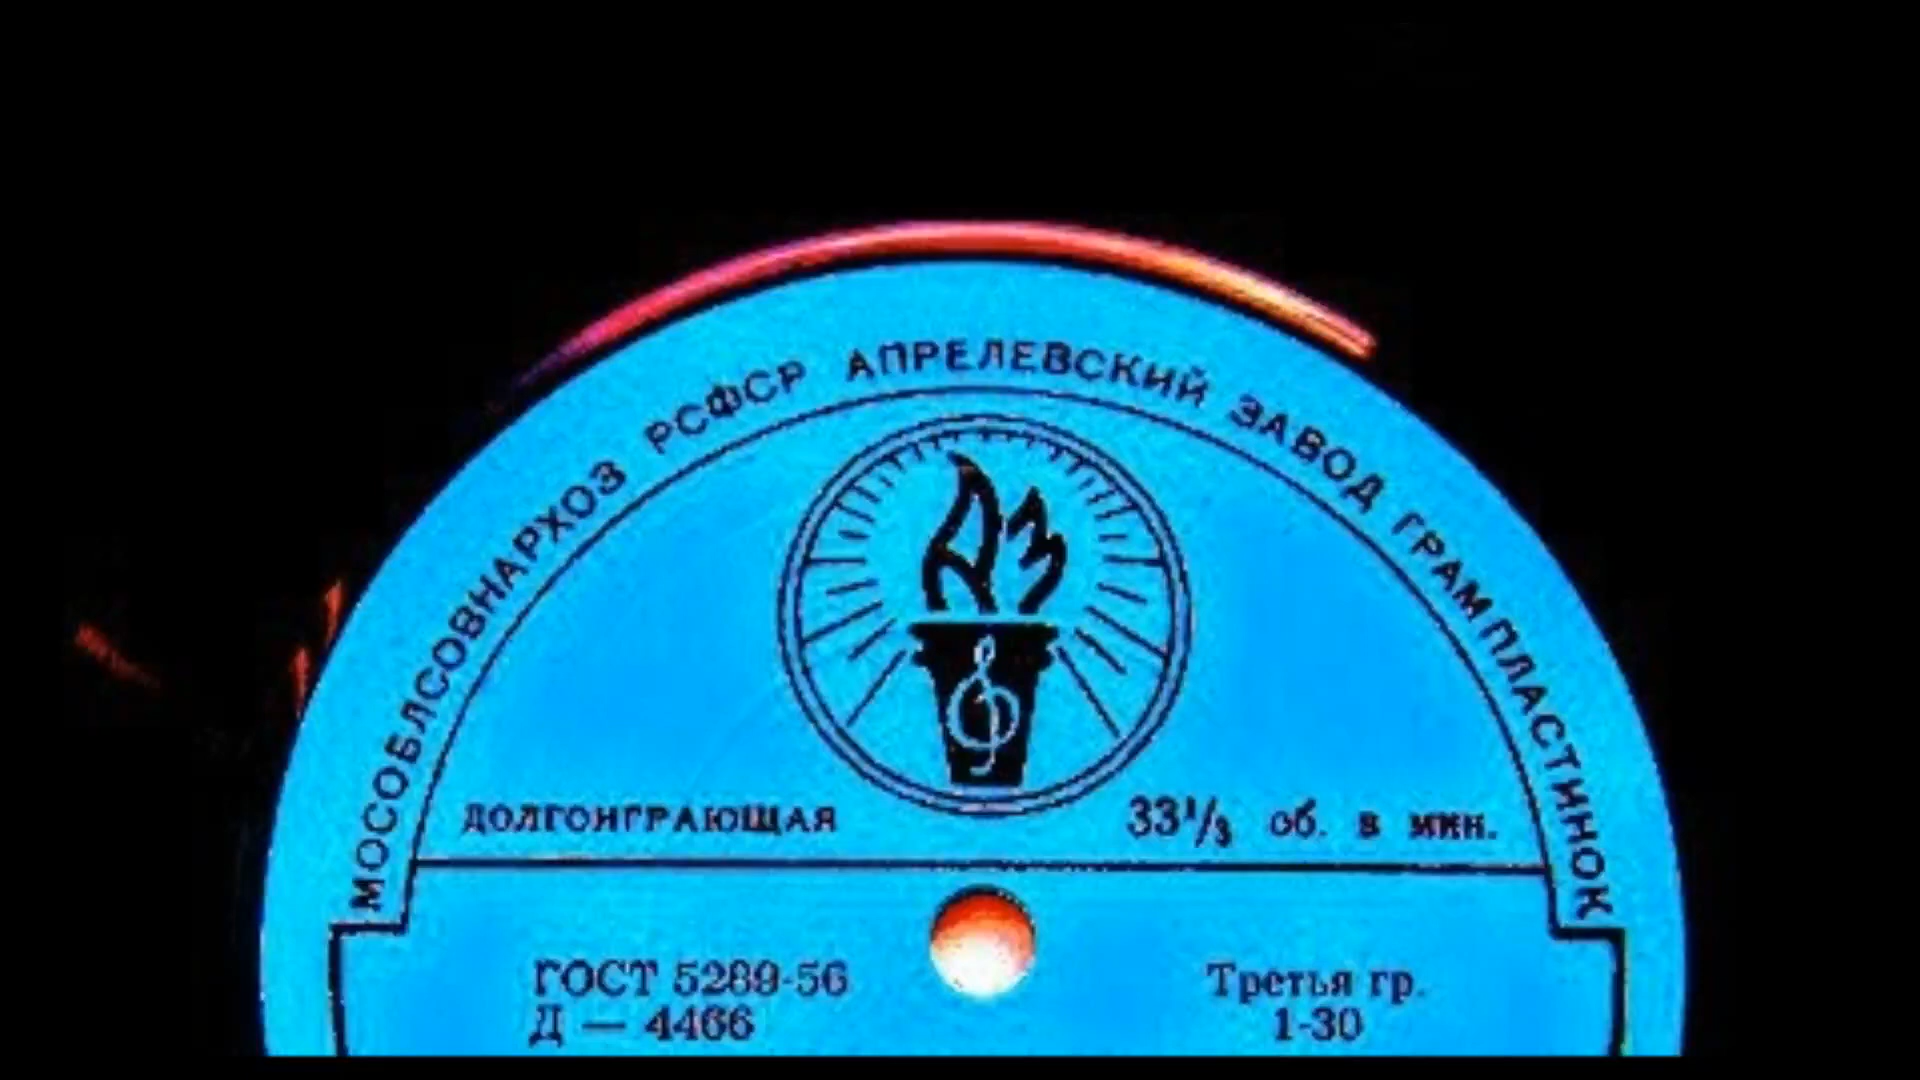 МОСОБЛСОВНАРХОЗ РСФСР АПРЕЛЕВСКИЙ ЗАВОД ГРАМПЛАСТИНОК
АЗ
ДОЛГОИГРАЮЩАЯ 33⅓ об. в мин.
ГОСТ 5289-56 Третья гр.
Д — 4466 1-30